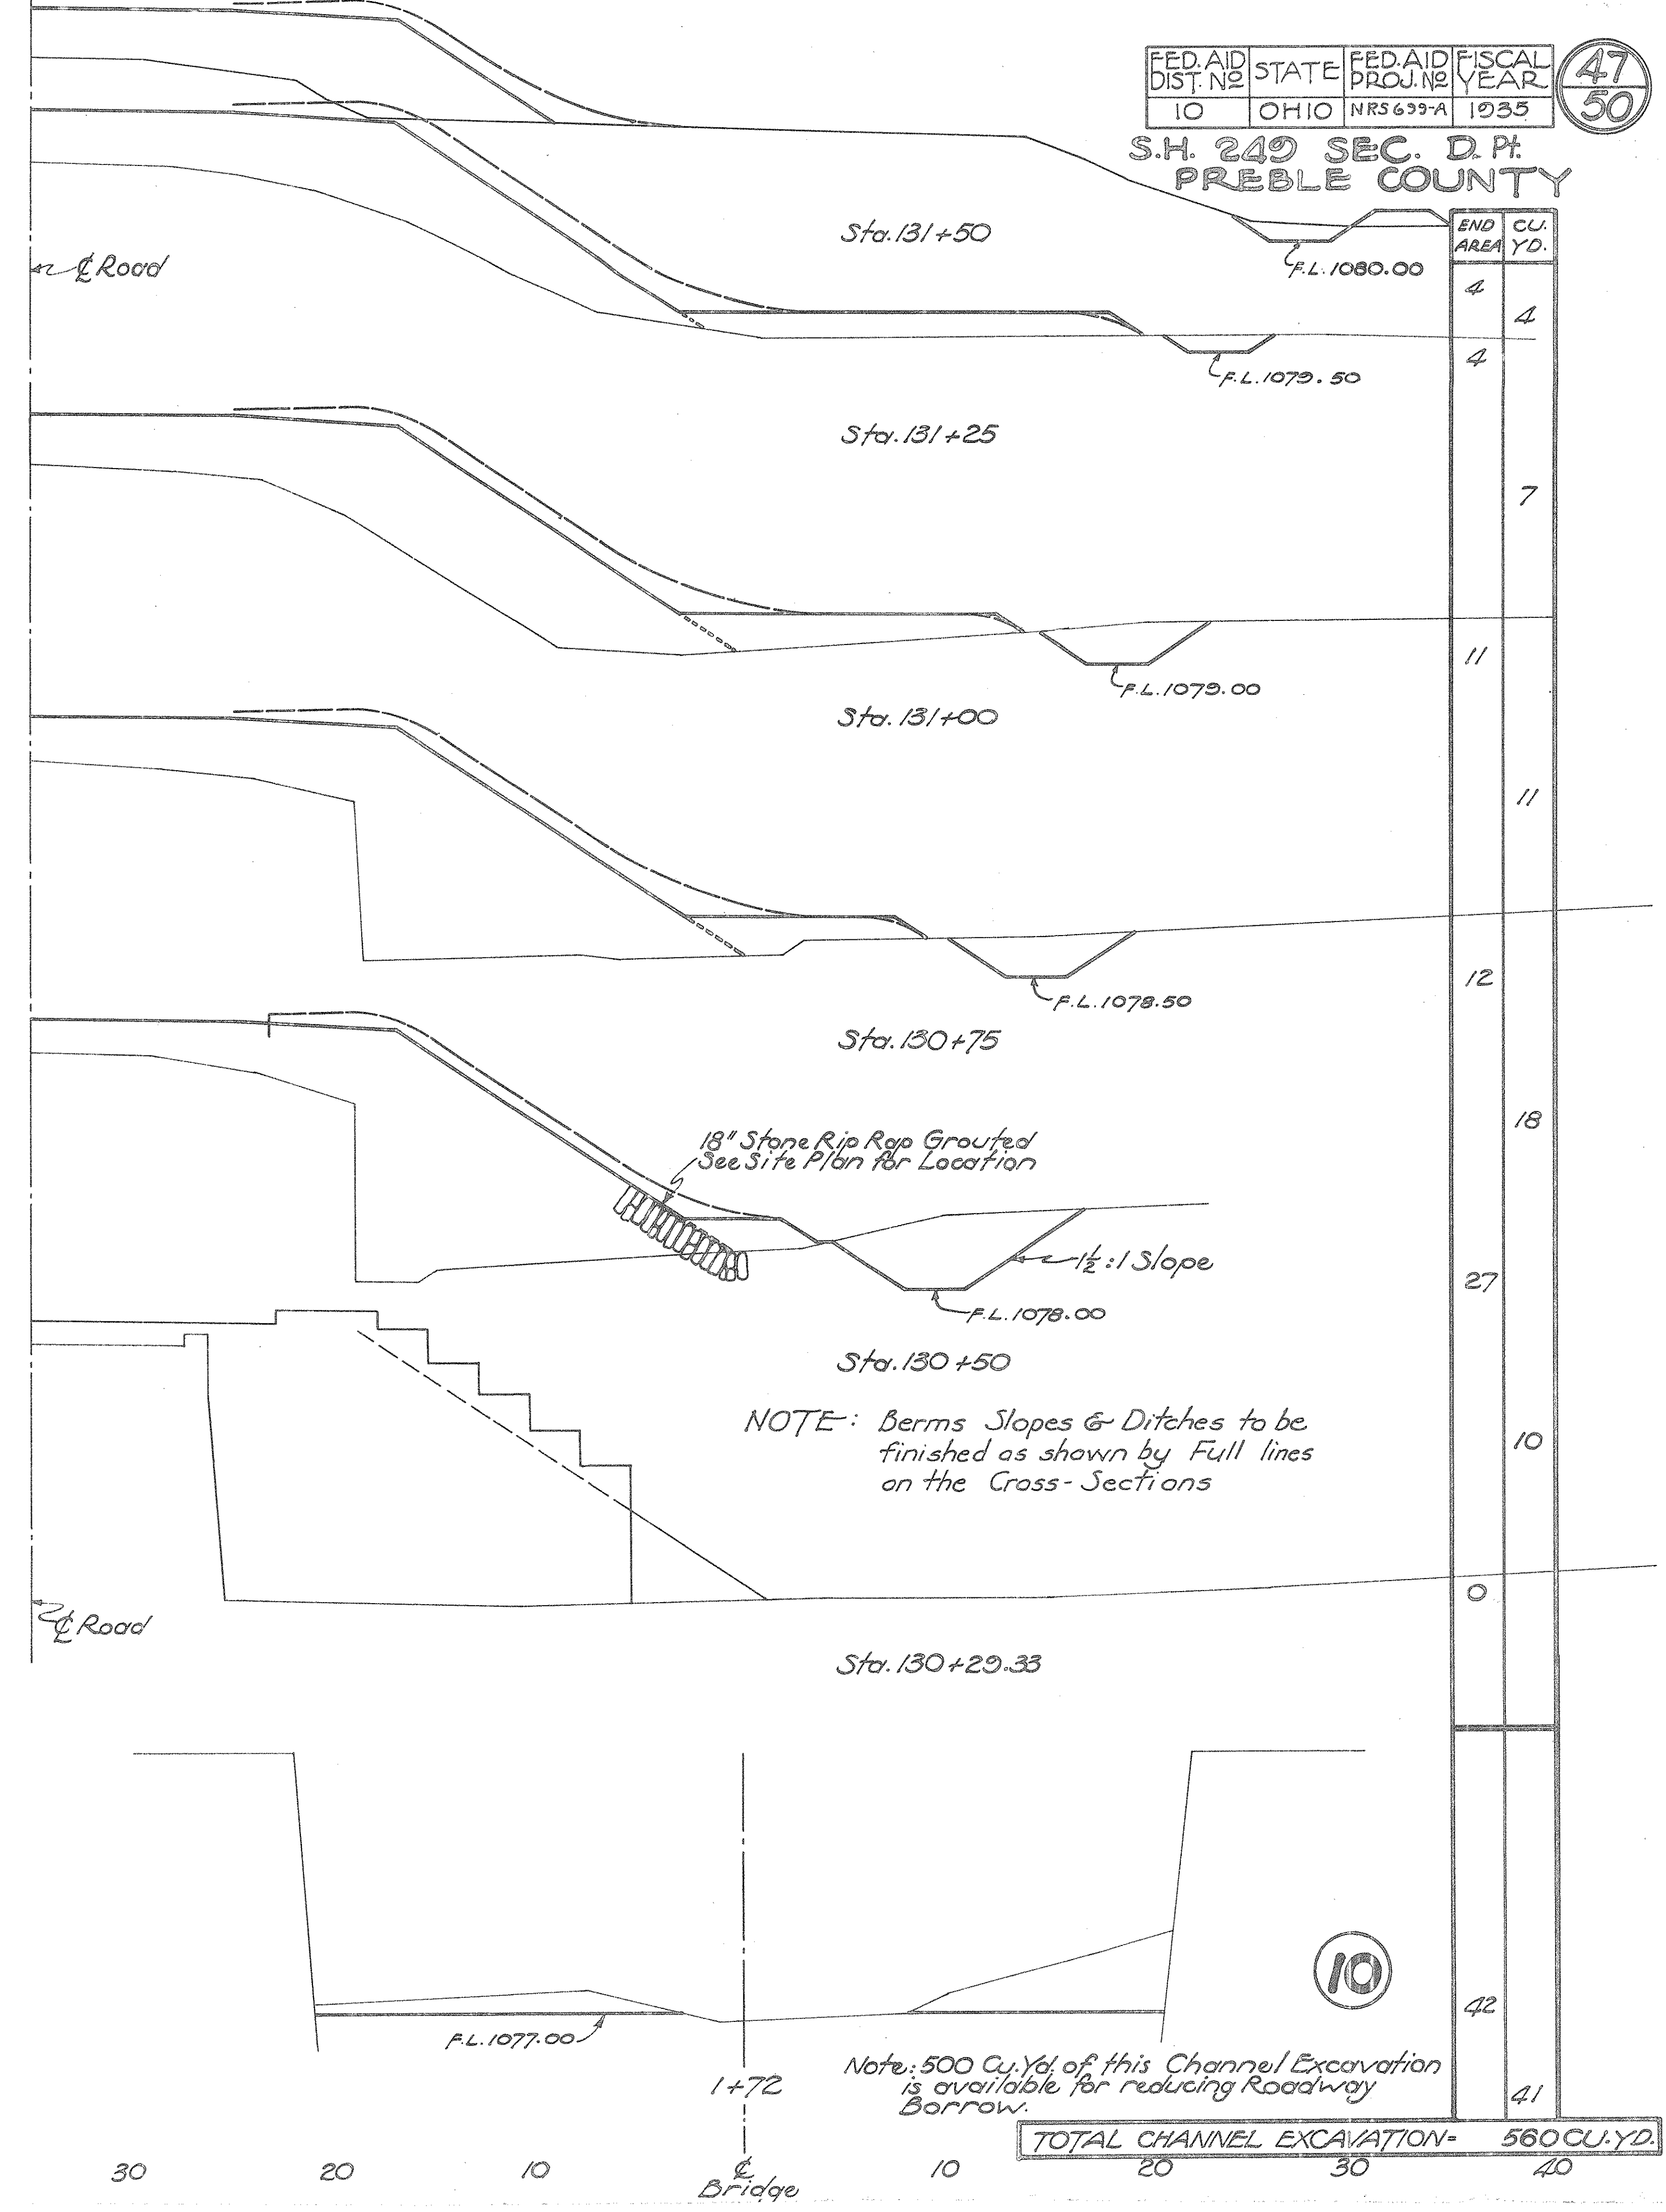 FED. AID DIST. Nº STATE FED. AID PROJ. Nº FISCAL YEAR
10 OHIO NRS699-A 1935
47
50
S.H. 249 SEC. D. Pt.
PREBLE COUNTY
END AREA CU. YD.
Sta. 131+50
F.L. 1080.00
℄ Road
4
4
4
F.L. 1079.50
Sta. 131+25
7
11
F.L. 1079.00
Sta. 131+00
11
12
F.L. 1078.50
Sta. 130+75
18
18" Stone Rip Rap Grouted
See Site Plan for Location
1½:1 Slope
27
F.L. 1078.00
Sta. 130+50
NOTE: Berms Slopes & Ditches to be
finished as shown by Full lines
on the Cross-Sections
10
0
℄ Road
Sta. 130+29.33
10
42
F.L. 1077.00
1+72
Note: 500 Cu. Yd. of this Channel Excavation
is available for reducing Roadway
Borrow.
41
TOTAL CHANNEL EXCAVATION= 560 CU. YD.
30 20 10 ℄ 10 20 30 40
Bridge